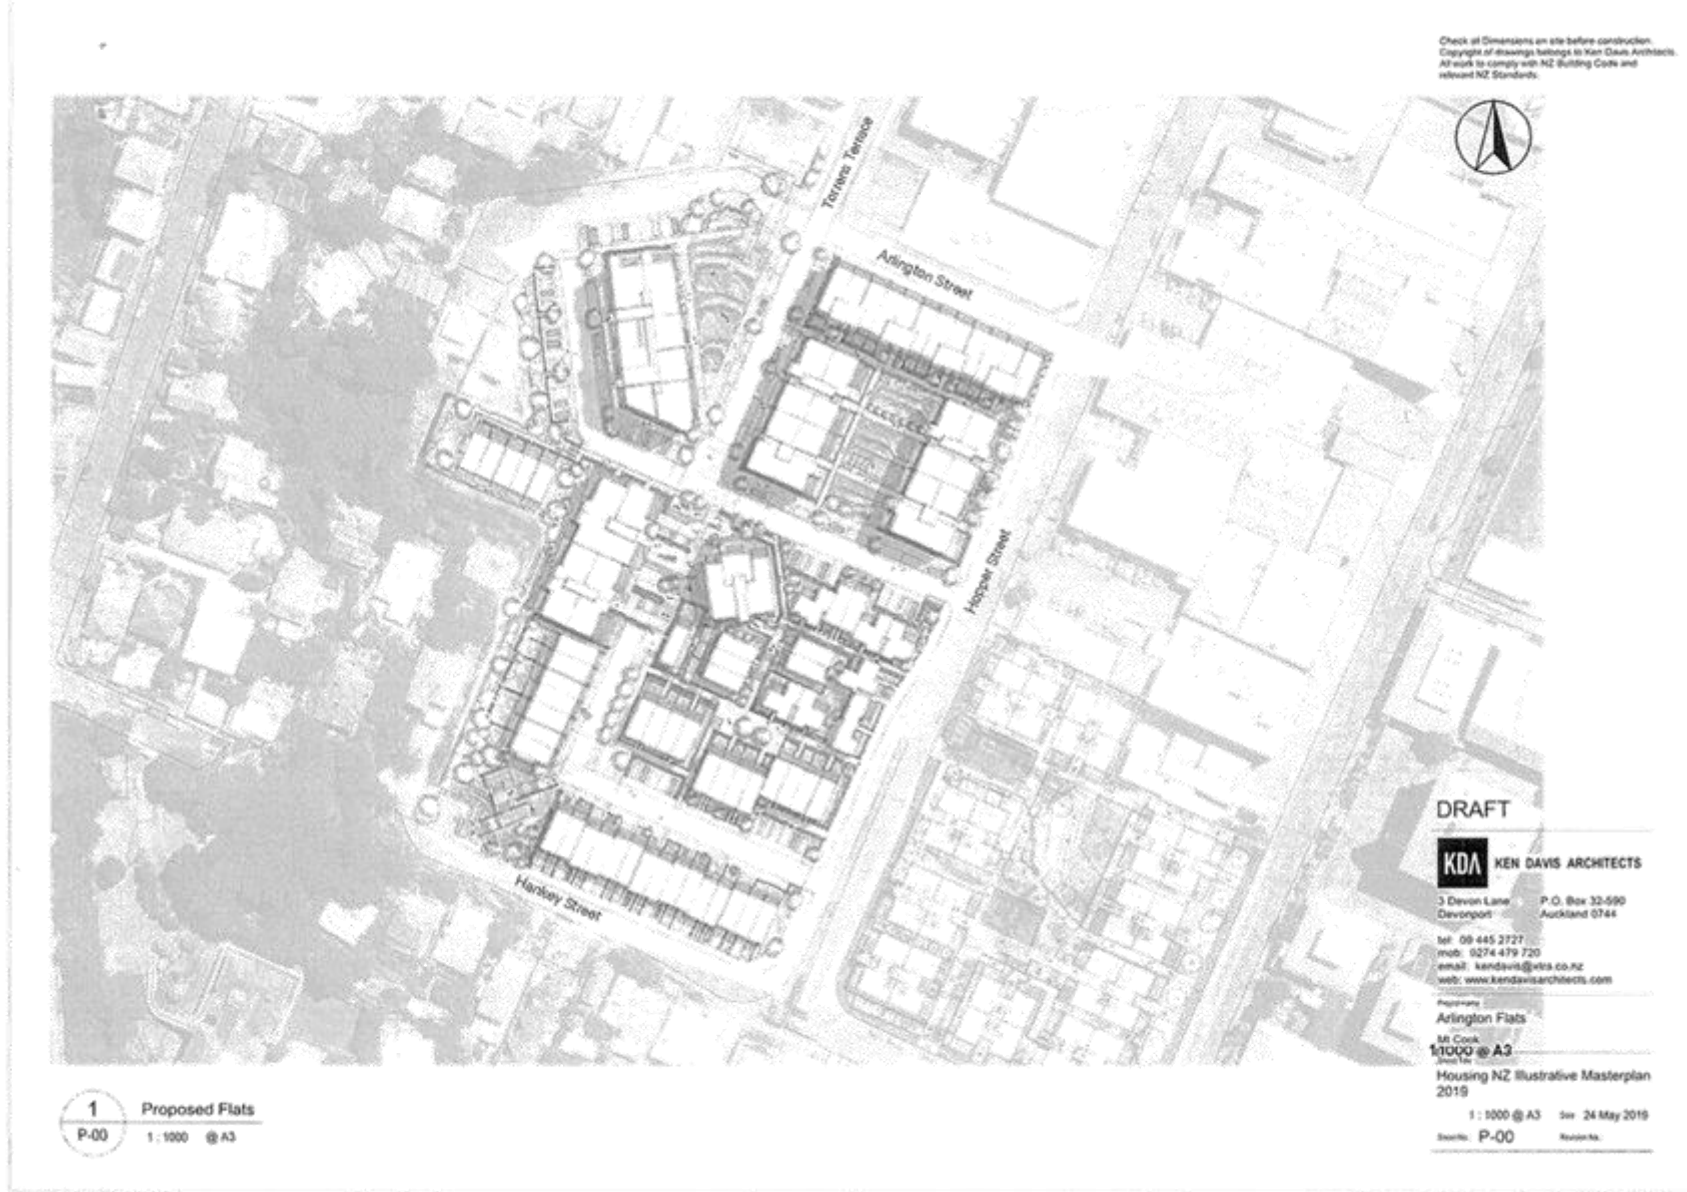 Check all Dimensions on site before construction.
Copyright of drawings belongs to Ken Davis Architects.
All work to comply with NZ Building Code and
relevant NZ Standards.
Torrens Terrace
Arlington Street
Hopper Street
Hankey Street
DRAFT
KDA KEN DAVIS ARCHITECTS
3 Devon Lane P.O. Box 32-590
Devonport Auckland 0744
tel: 09 445 2727
mob: 0274 479 720
email: kendavis@xtra.co.nz
web: www.kendavisarchitects.com
Arlington Flats
Mt Cook
1:1000 @ A3
Housing NZ Illustrative Masterplan
2019
1 : 1000 @ A3 24 May 2019
Sheet No. P-00 Revision No.
1 Proposed Flats
P-00 1 : 1000 @ A3